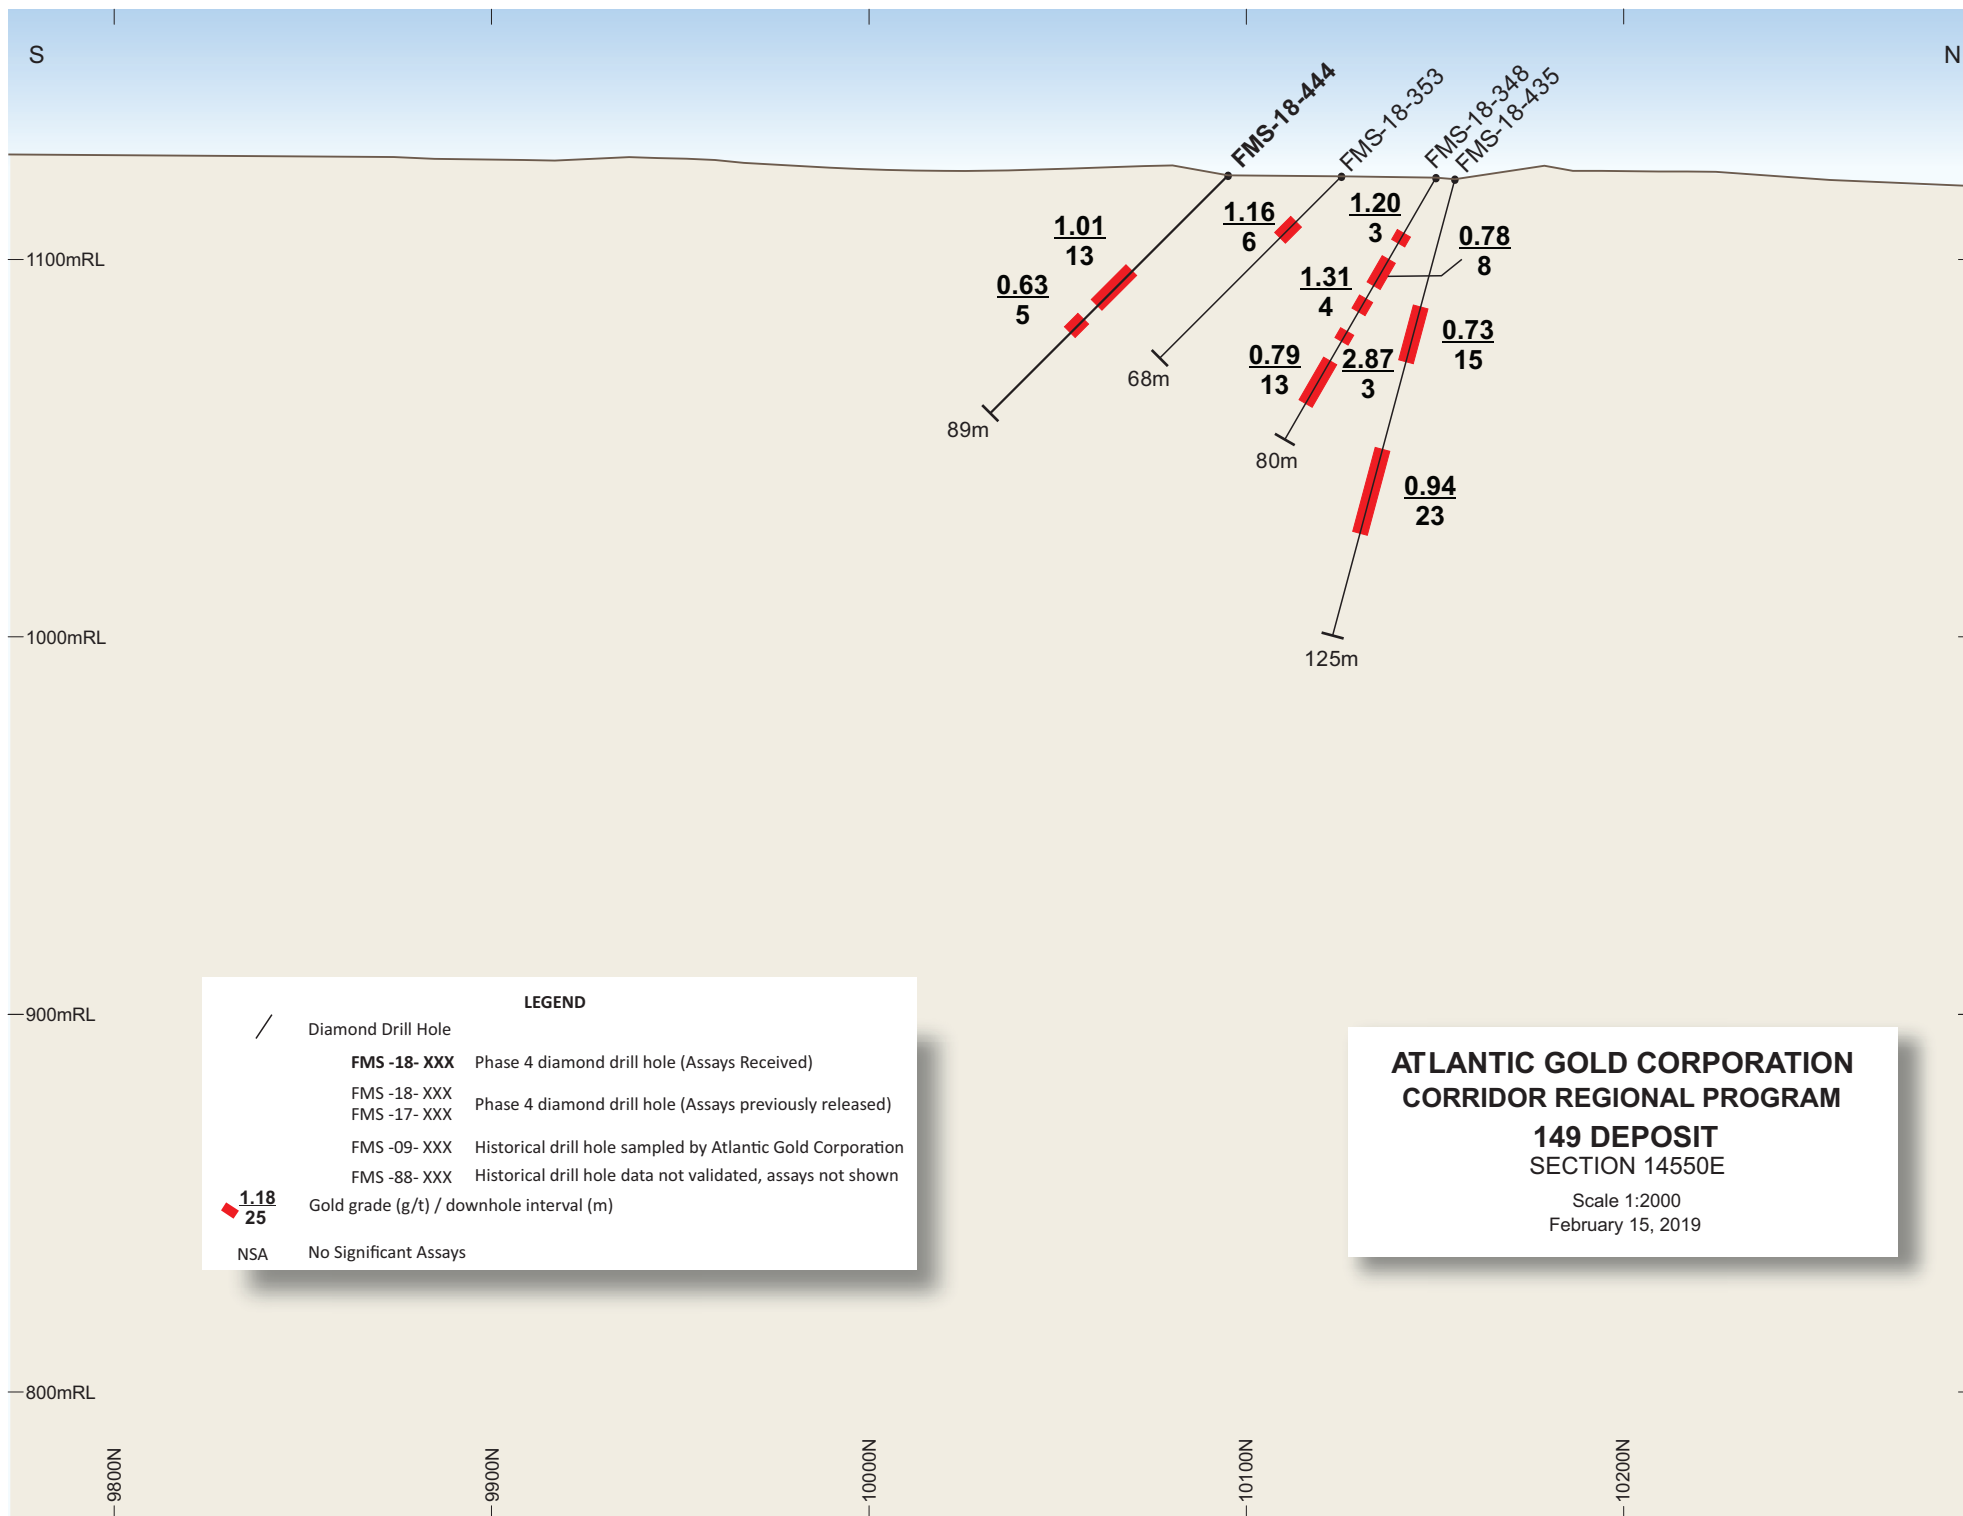 S
N
FMS-18-444
FMS-18-353
FMS-18-348
FMS-18-435
1.01
13
0.63
5
89m
1.16
6
68m
1.20
3
0.78
8
1.31
4
2.87
3
0.79
13
80m
0.73
15
0.94
23
125m
1100mRL
1000mRL
900mRL
800mRL
LEGEND
Diamond Drill Hole
FMS -18- XXX Phase 4 diamond drill hole (Assays Received)
FMS -18- XXX
FMS -17- XXX Phase 4 diamond drill hole (Assays previously released)
FMS -09- XXX Historical drill hole sampled by Atlantic Gold Corporation
FMS -88- XXX Historical drill hole data not validated, assays not shown
1.18
25
Gold grade (g/t) / downhole interval (m)
NSA No Significant Assays
ATLANTIC GOLD CORPORATION
CORRIDOR REGIONAL PROGRAM
149 DEPOSIT
SECTION 14550E
Scale 1:2000
February 15, 2019
9800N
9900N
10000N
10100N
10200N